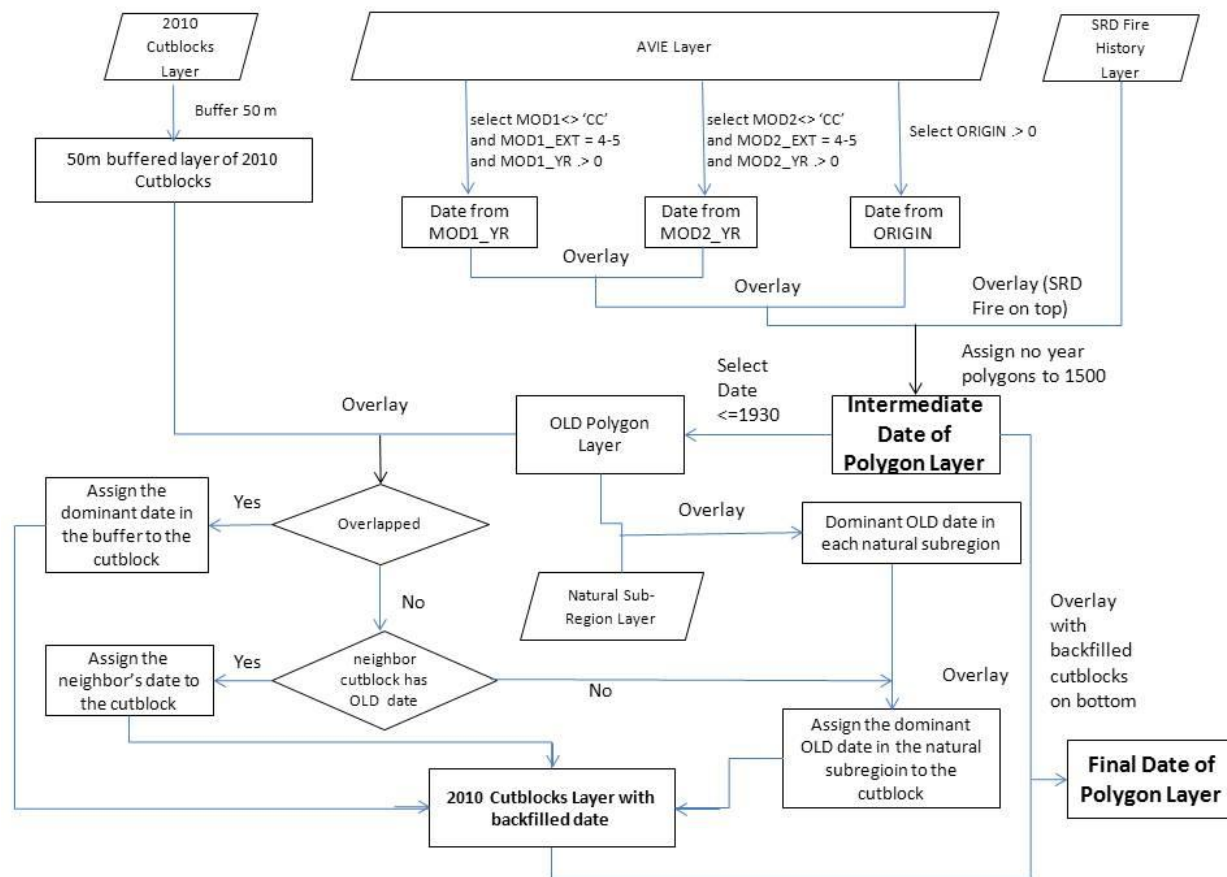 2010
Cutblocks
Layer
AVIE Layer
SRD Fire
History
Layer
Buffer 50 m
select MOD1<> ‘CC’
and MOD1_EXT = 4-5
and MOD1_YR .> 0
select MOD2<> ‘CC’
and MOD2_EXT = 4-5
and MOD2_YR .> 0
Select ORIGIN .> 0
50m buffered layer of 2010
Cutblocks
Date from
MOD1_YR
Date from
MOD2_YR
Date from
ORIGIN
Overlay
Overlay
Overlay (SRD
Fire on top)
Assign no year
polygons to 1500
Select
Date
<=1930
Overlay
OLD Polygon
Layer
Intermediate
Date of
Polygon Layer
Assign the
dominant date in
the buffer to the
cutblock
Yes
Overlapped
Overlay
Dominant OLD date in
each natural subregion
No
Natural Sub-
Region Layer
Overlay
with
backfilled
cutblocks
on bottom
Assign the
neighbor’s date to
the cutblock
Yes
neighbor
cutblock has
OLD date
No
Overlay
Assign the dominant
OLD date in the natural
subregioin to the
cutblock
Final Date of
Polygon Layer
2010 Cutblocks Layer with
backfilled date